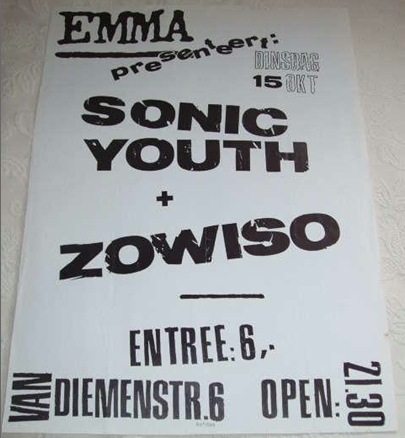 EMMA
presenteert:
DINSDAG
15 OKT
SONIC
YOUTH
+
ZOWISO
ENTREE: 6,-
VAN DIEMENSTR.6 OPEN: 21.30